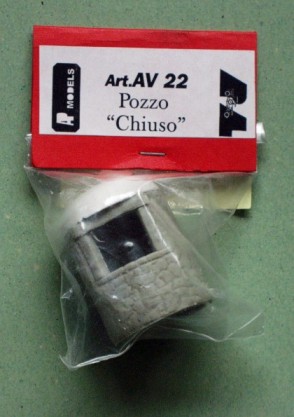 Art.AV 22
Pozzo
“Chiuso”
MODELS